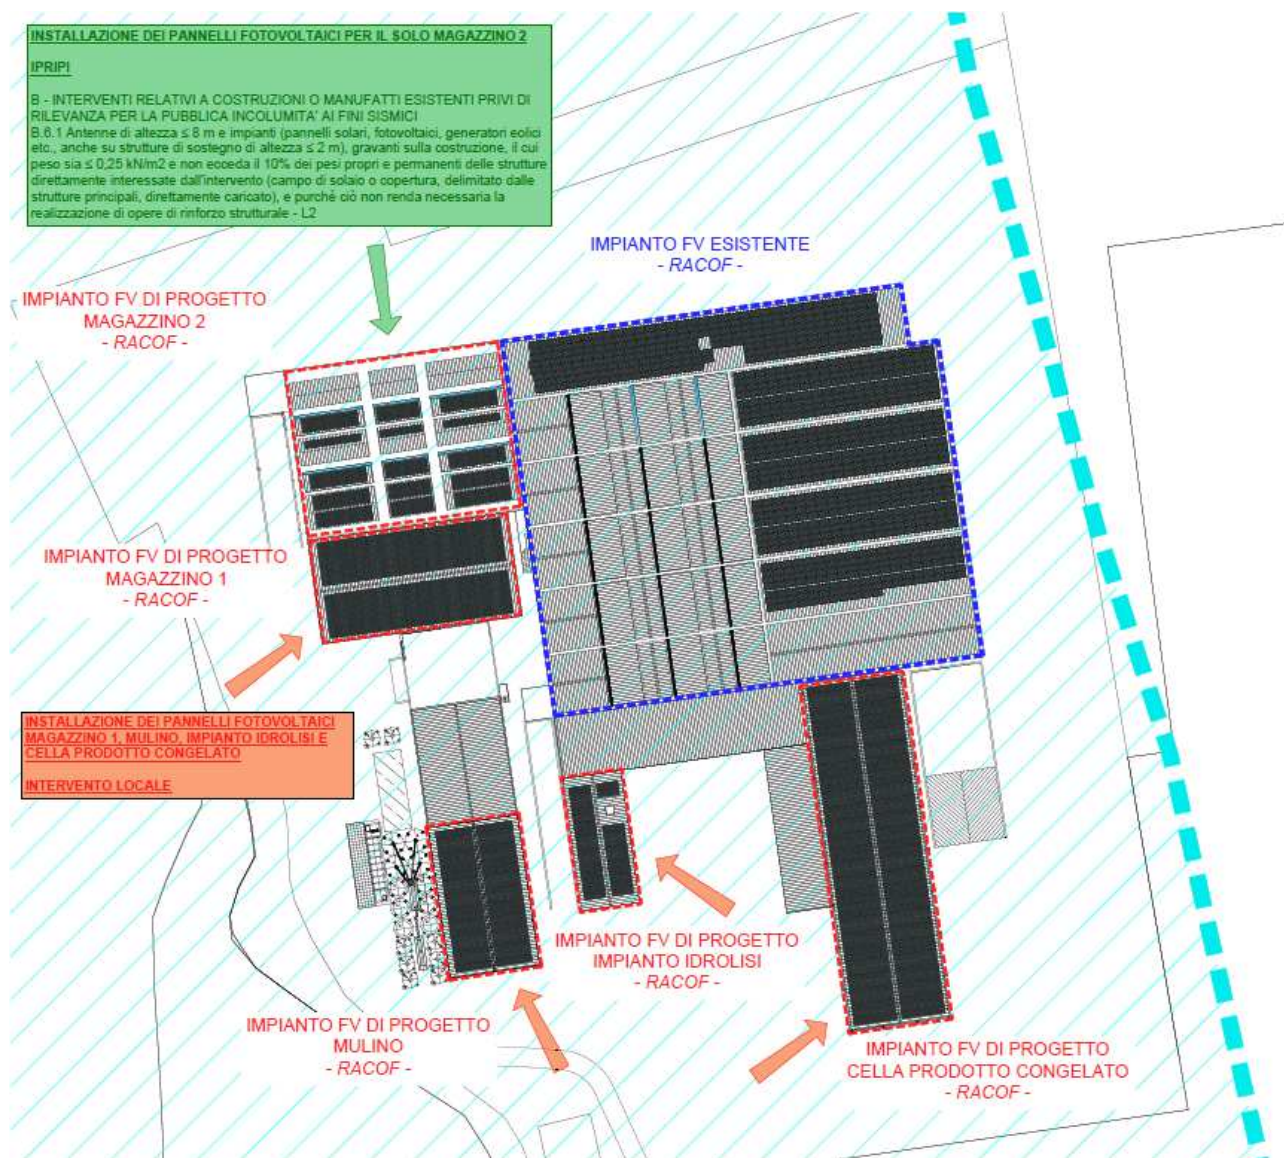 INSTALLAZIONE DEI PANNELLI FOTOVOLTAICI PER IL SOLO MAGAZZINO 2
IPRIPI
B - INTERVENTI RELATIVI A COSTRUZIONI O MANUFATTI ESISTENTI PRIVI DI
RILEVANZA PER LA PUBBLICA INCOLUMITA' AI FINI SISMICI
B.6.1 Antenne di altezza ≤ 8 m e impianti (pannelli solari, fotovoltaici, generatori eolici
etc., anche su strutture di sostegno di altezza ≤ 2 m), gravanti sulla costruzione, il cui
peso sia ≤ 0,25 kN/m2 e non ecceda il 10% dei pesi propri e permanenti delle strutture
direttamente interessate dall'intervento (campo di solaio o copertura, delimitato dalle
strutture principali, direttamente caricato), e purché ciò non renda necessaria la
realizzazione di opere di rinforzo strutturale - L2
IMPIANTO FV ESISTENTE
- RACOF -
IMPIANTO FV DI PROGETTO
MAGAZZINO 2
- RACOF -
IMPIANTO FV DI PROGETTO
MAGAZZINO 1
- RACOF -
INSTALLAZIONE DEI PANNELLI FOTOVOLTAICI
MAGAZZINO 1, MULINO, IMPIANTO IDROLISI E
CELLA PRODOTTO CONGELATO
INTERVENTO LOCALE
IMPIANTO FV DI PROGETTO
IMPIANTO IDROLISI
- RACOF -
IMPIANTO FV DI PROGETTO
MULINO
- RACOF -
IMPIANTO FV DI PROGETTO
CELLA PRODOTTO CONGELATO
- RACOF -